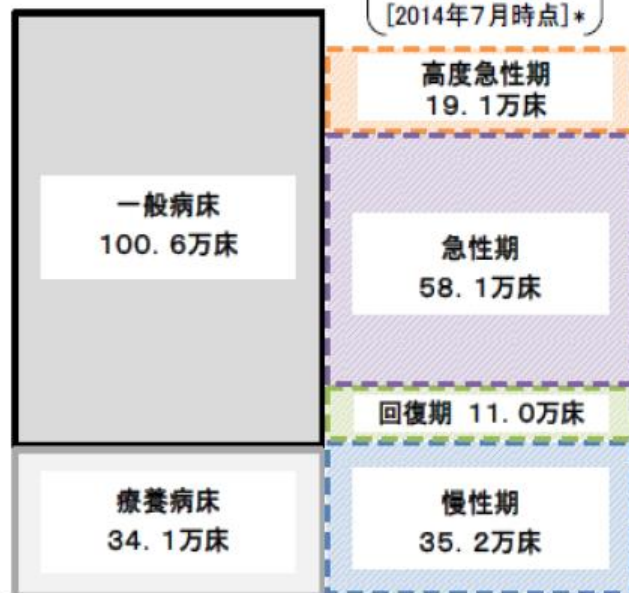 [2014年7月時点]*
高度急性期
19.1万床
一般病床
100.6万床
急性期
58.1万床
回復期 11.0万床
療養病床
34.1万床
慢性期
35.2万床